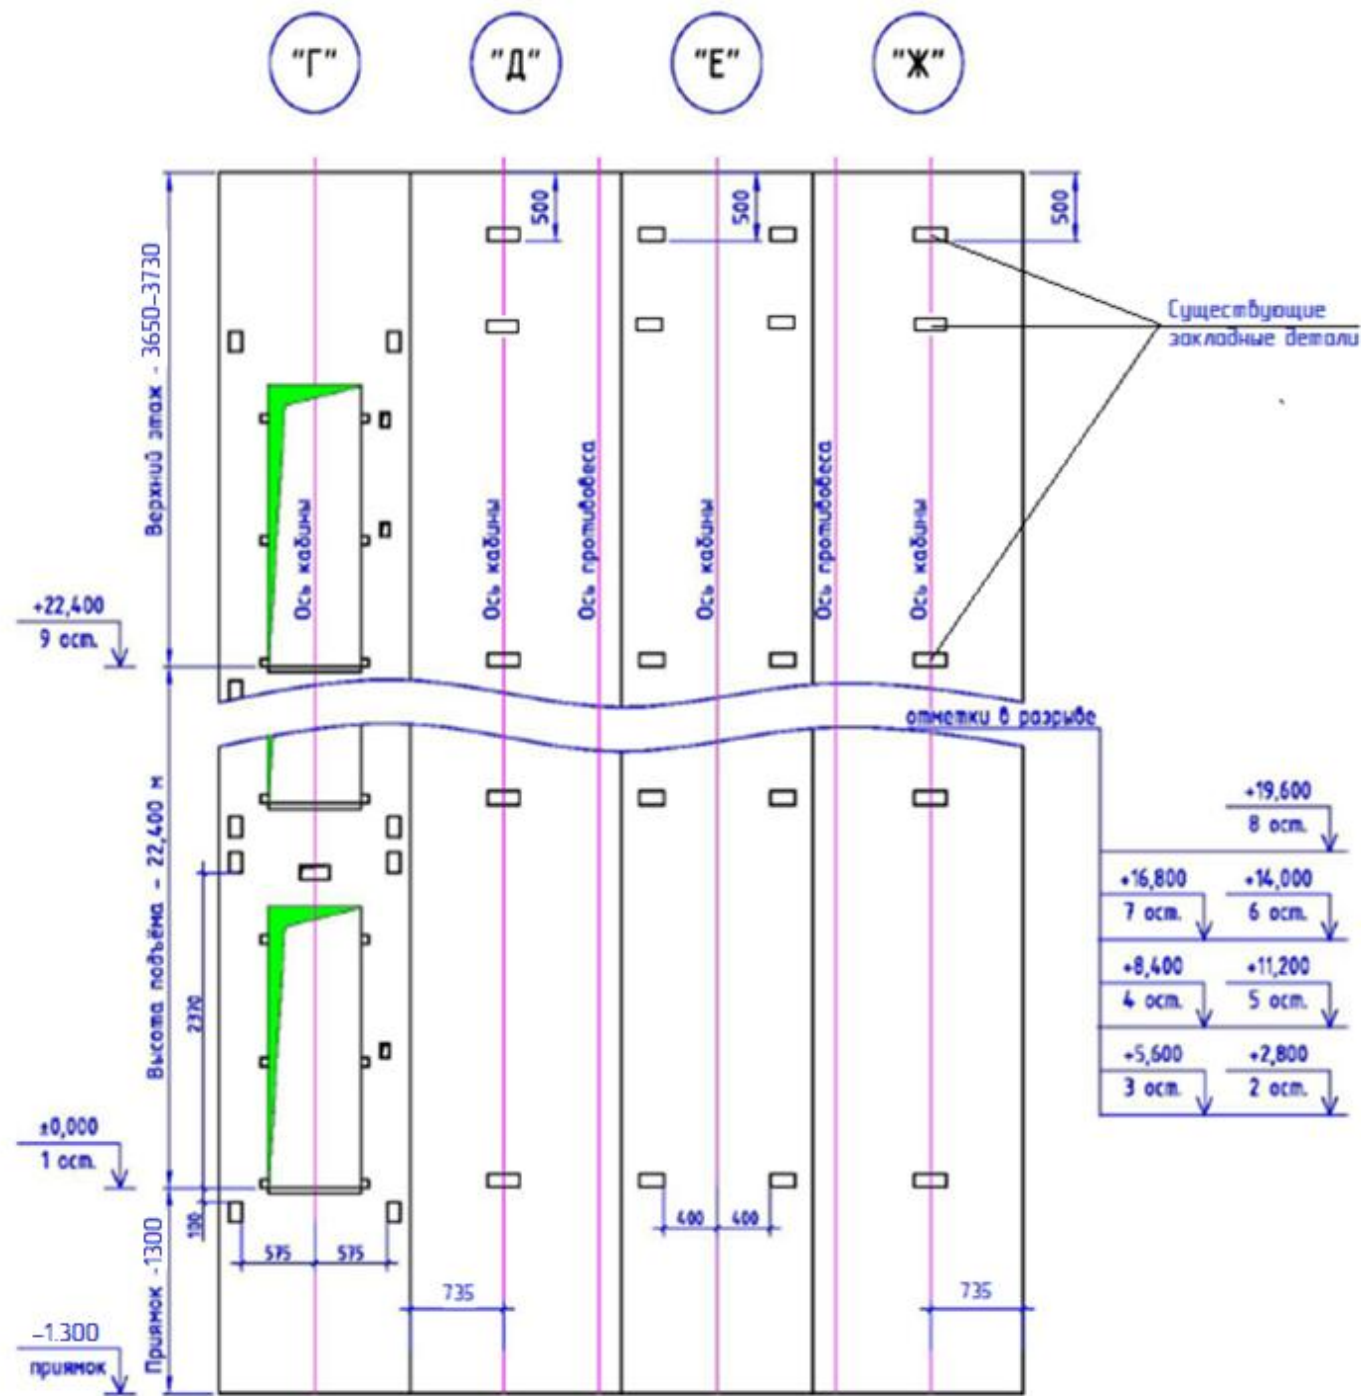 "Г" "Д" "Е" "Ж"
500 500 500
Верхний этаж - 3650-3730
Существующие
закладные детали
Ось кабины
Ось кабины
Ось противовеса
Ось кабины
Ось противовеса
Ось кабины
+22,400
9 ост.
отметки в разрыве
Высота подъёма - 22,400 м
+19,600
8 ост.
+16,800 +14,000
7 ост. 6 ост.
+8,400 +11,200
4 ост. 5 ост.
+5,600 +2,800
3 ост. 2 ост.
2370
±0,000
1 ост.
100
400 400
575 575
735 735
Приямок -1300
-1.300
приямок